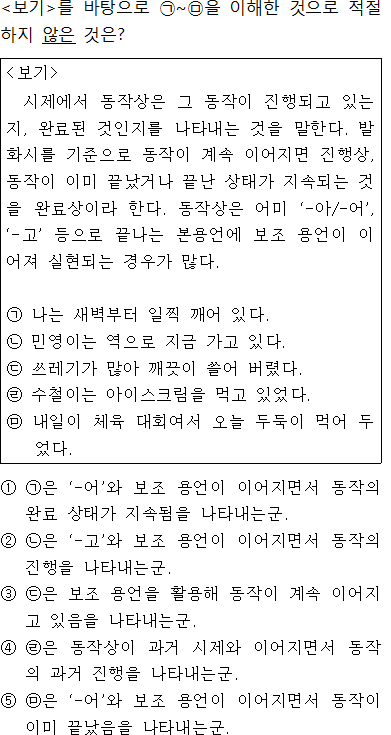 <보기>를 바탕으로 ㉠~㉤을 이해한 것으로 적절
하지 않은 것은?
<보기>
시제에서 동작상은 그 동작이 진행되고 있는
지, 완료된 것인지를 나타내는 것을 말한다. 발
화시를 기준으로 동작이 계속 이어지면 진행상,
동작이 이미 끝났거나 끝난 상태가 지속되는 것
을 완료상이라 한다. 동작상은 어미 ‘-아/-어’,
‘-고’ 등으로 끝나는 본용언에 보조 용언이 이
어져 실현되는 경우가 많다.
㉠ 나는 새벽부터 일찍 깨어 있다.
㉡ 민영이는 역으로 지금 가고 있다.
㉢ 쓰레기가 많아 깨끗이 쓸어 버렸다.
㉣ 수철이는 아이스크림을 먹고 있었다.
㉤ 내일이 체육 대회여서 오늘 두둑이 먹어 두
었다.
① ㉠은 ‘-어’와 보조 용언이 이어지면서 동작의
완료 상태가 지속됨을 나타내는군.
② ㉡은 ‘-고’와 보조 용언이 이어지면서 동작의
진행을 나타내는군.
③ ㉢은 보조 용언을 활용해 동작이 계속 이어지
고 있음을 나타내는군.
④ ㉣은 동작상이 과거 시제와 이어지면서 동작
의 과거 진행을 나타내는군.
⑤ ㉤은 ‘-어’와 보조 용언이 이어지면서 동작이
이미 끝났음을 나타내는군.